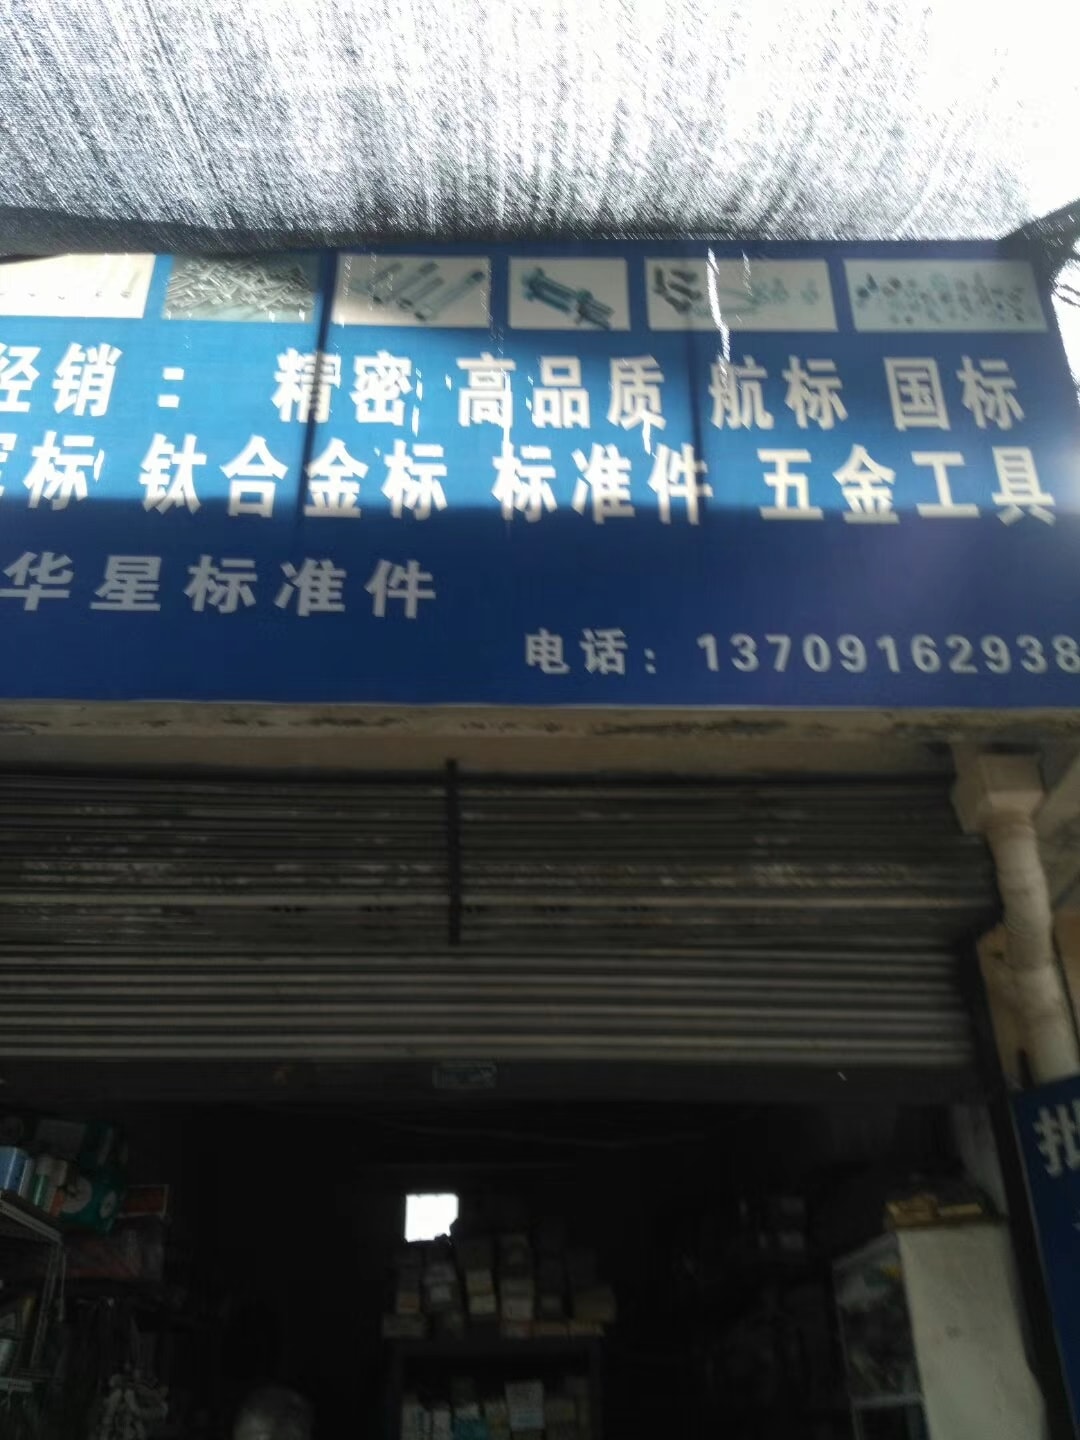 经销： 精密 高品质 航标 国标
标 钛合金标 标准件 五金工具
华星标准件
电话：13709162938
批